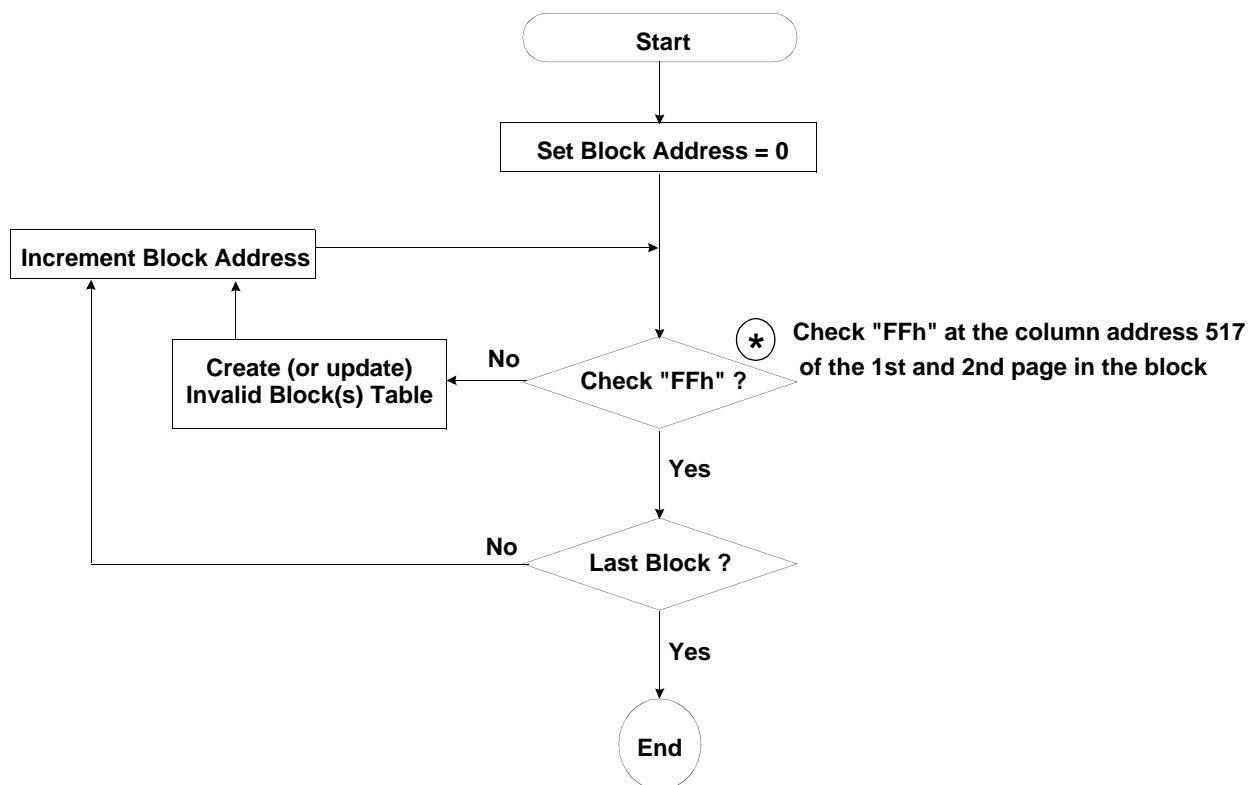 Start
Set Block Address = 0
Increment Block Address
*
Check "FFh" at the column address 517
of the 1st and 2nd page in the block
No
Create (or update)
Invalid Block(s) Table
Check "FFh" ?
Yes
No
Last Block ?
Yes
End